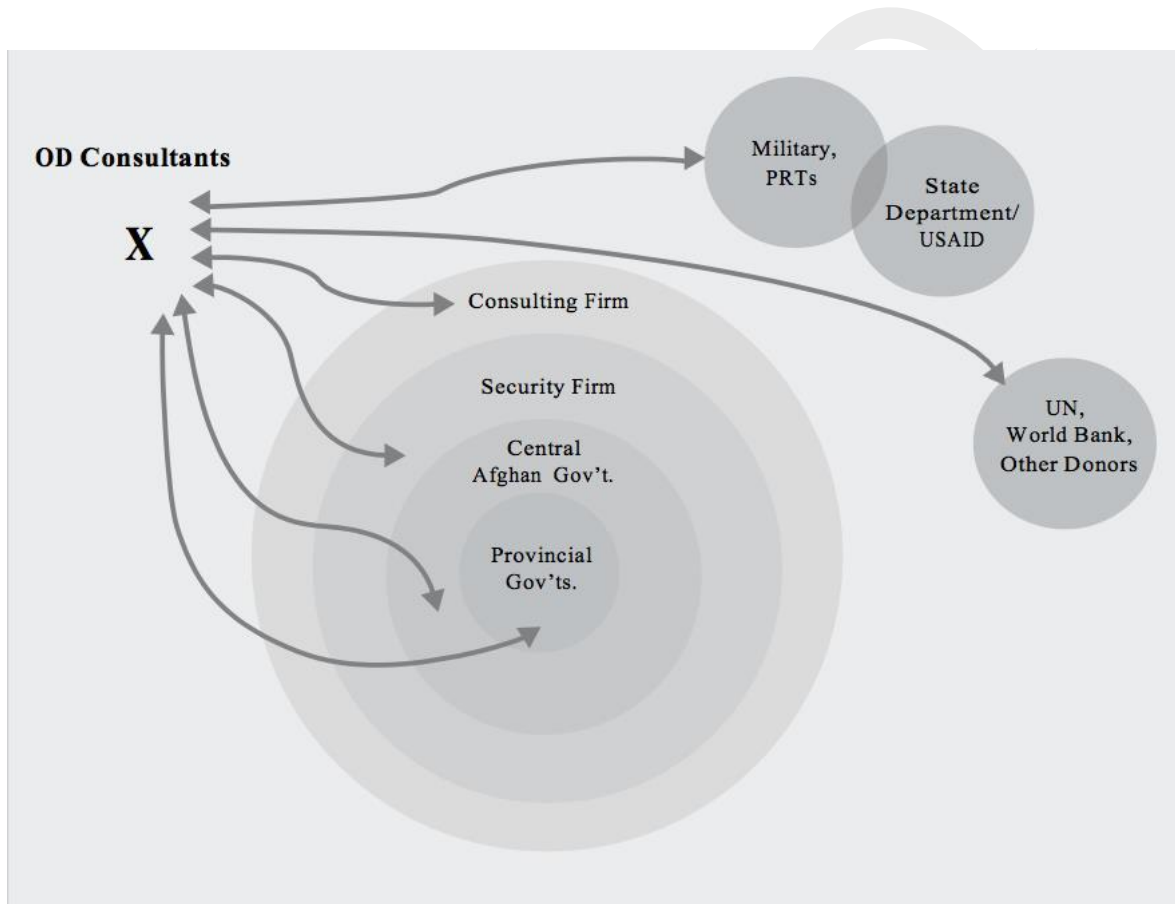 OD Consultants
X
Military,
PRTs
State
Department/
USAID
Consulting Firm
Security Firm
Central
Afghan Gov't.
Provincial
Gov'ts.
UN,
World Bank,
Other Donors